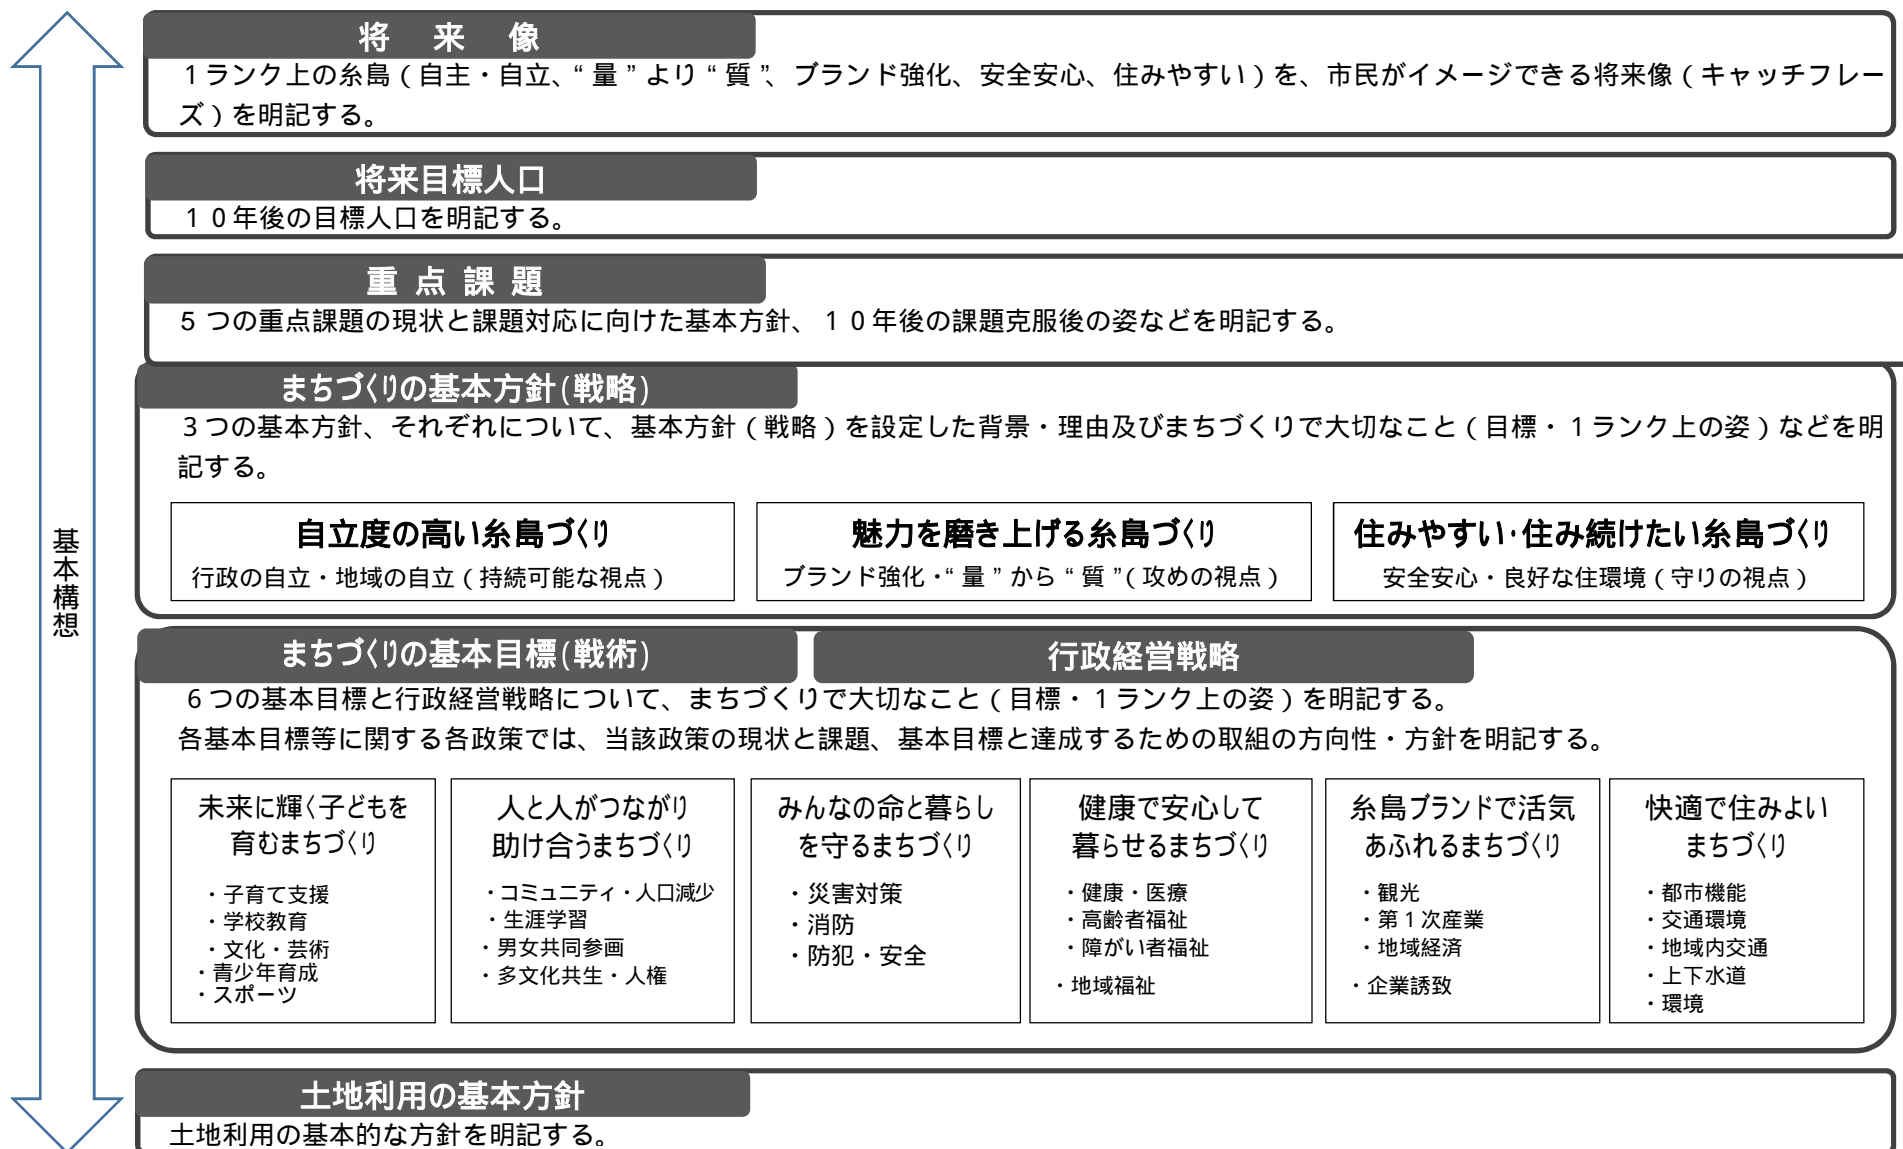 将　来　像
１ランク上の糸島（自主・自立、“量”より“質”、ブランド強化、安全安心、住みやすい）を、市民がイメージできる将来像（キャッチフレー
ズ）を明記する。
将来目標人口
１０年後の目標人口を明記する。
重 点 課 題
５つの重点課題の現状と課題対応に向けた基本方針、１０年後の課題克服後の姿などを明記する。
まちづくりの基本方針(戦略)
３つの基本方針、それぞれについて、基本方針（戦略）を設定した背景・理由及びまちづくりで大切なこと（目標・１ランク上の姿）などを明
記する。
自立度の高い糸島づくり
行政の自立・地域の自立（持続可能な視点）
魅力を磨き上げる糸島づくり
ブランド強化・“量”から“質”（攻めの視点）
住みやすい・住み続けたい糸島づくり
安全安心・良好な住環境（守りの視点）
基本構想
まちづくりの基本目標(戦術)
行政経営戦略
６つの基本目標と行政経営戦略について、まちづくりで大切なこと（目標・１ランク上の姿）を明記する。
各基本目標等に関する各政策では、当該政策の現状と課題、基本目標と達成するための取組の方向性・方針を明記する。
未来に輝く子どもを
育むまちづくり
・子育て支援
・学校教育
・文化・芸術
・青少年育成
・スポーツ
人と人がつながり
助け合うまちづくり
・コミュニティ・人口減少
・生涯学習
・男女共同参画
・多文化共生・人権
みんなの命と暮らし
を守るまちづくり
・災害対策
・消防
・防犯・安全
健康で安心して
暮らせるまちづくり
・健康・医療
・高齢者福祉
・障がい者福祉
・地域福祉
糸島ブランドで活気
あふれるまちづくり
・観光
・第１次産業
・地域経済
・企業誘致
快適で住みよい
まちづくり
・都市機能
・交通環境
・地域内交通
・上下水道
・環境
土地利用の基本方針
土地利用の基本的な方針を明記する。